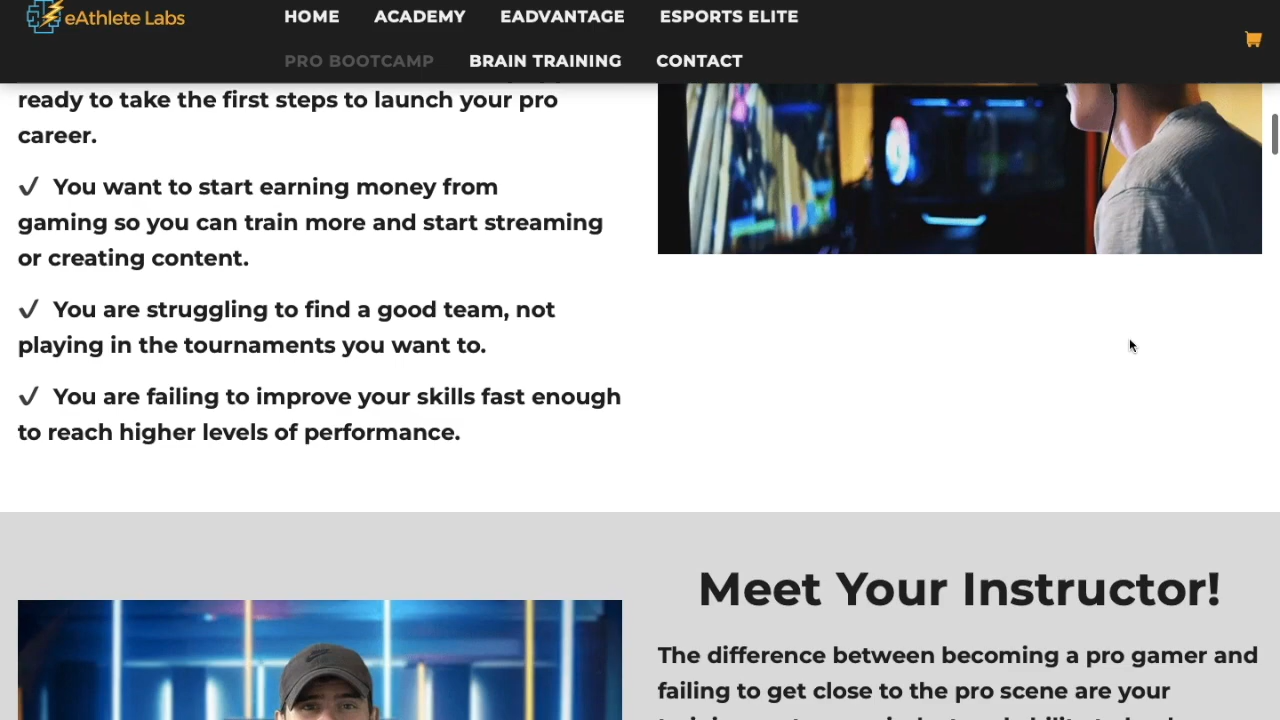 eAthlete Labs
HOME ACADEMY EADVANTAGE ESPORTS ELITE
PRO BOOTCAMP BRAIN TRAINING CONTACT
ready to take the first steps to launch your pro
career.
✓ You want to start earning money from
gaming so you can train more and start streaming
or creating content.
✓ You are struggling to find a good team, not
playing in the tournaments you want to.
✓ You are failing to improve your skills fast enough
to reach higher levels of performance.
Meet Your Instructor!
The difference between becoming a pro gamer and
failing to get close to the pro scene are your